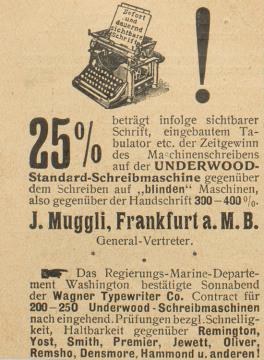 Sofort
und
dauernd
sichtbare
Schrift!
!
25%
beträgt infolge sichtbarer
Schrift, eingebautem Ta-
bulator etc. der Zeitgewinn
des Maschinenschreibens
auf der UNDERWOOD-
Standard-Schreibmaschine gegenüber
dem Schreiben auf „blinden" Maschinen,
also gegenüber der Handschrift 300–400%.
J. Muggli, Frankfurt a. M. B.
General-Vertreter.
Das Regierungs-Marine-Departe-
ment Washington bestätigte Sonnabend
der Wagner Typewriter Co. Contract für
200–250 Underwood-Schreibmaschinen
nach eingehend. Prüfungen bezgl. Schnellig-
keit, Haltbarkeit gegenüber Remington,
Yost, Smith, Premier, Jewett, Oliver,
Remsho, Densmore, Hammond u. anderen.